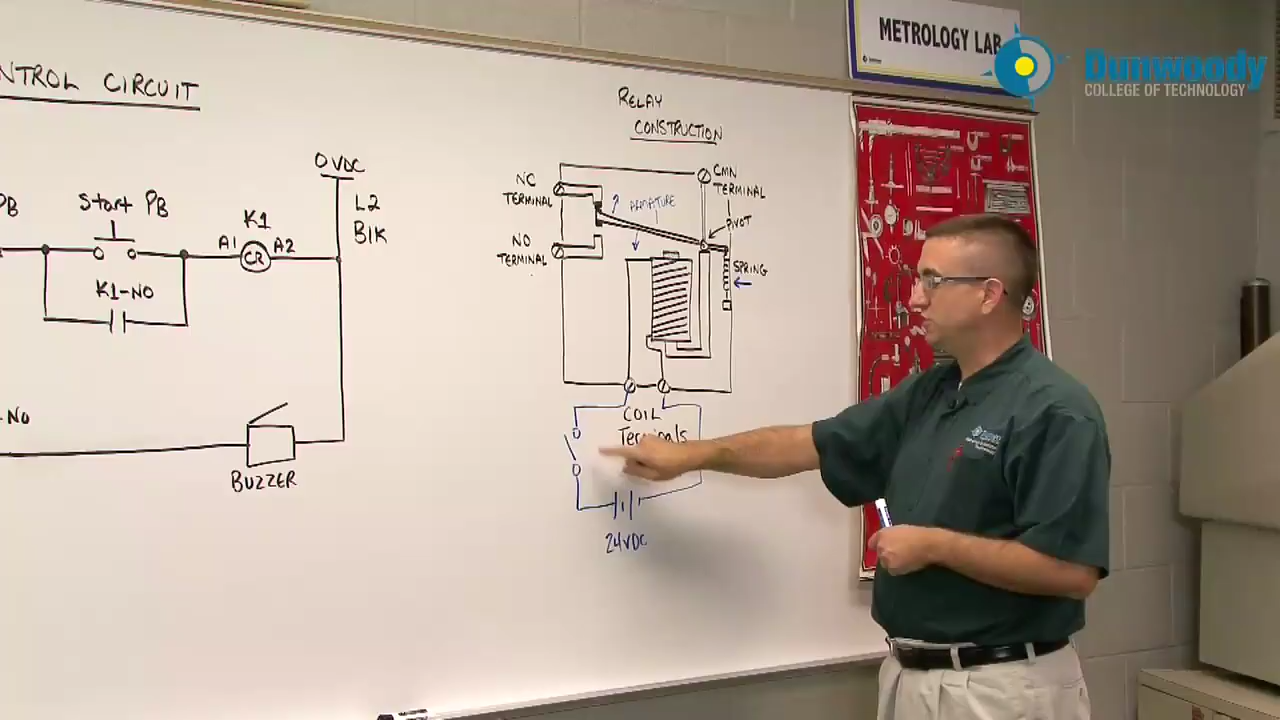 METROLOGY LAB
Dunwoody
COLLEGE OF TECHNOLOGY
NTROL CIRCUIT
RELAY
CONSTRUCTION
0 VDC
L2
BlK
PB
Start PB
K1
A1
CR
A2
K1-NO
-NO
BUZZER
NC
TERMINAL
NO
TERMINAL
ARMATURE
CMN
TERMINAL
PIVOT
SPRING
COIL
Terminals
24VDC